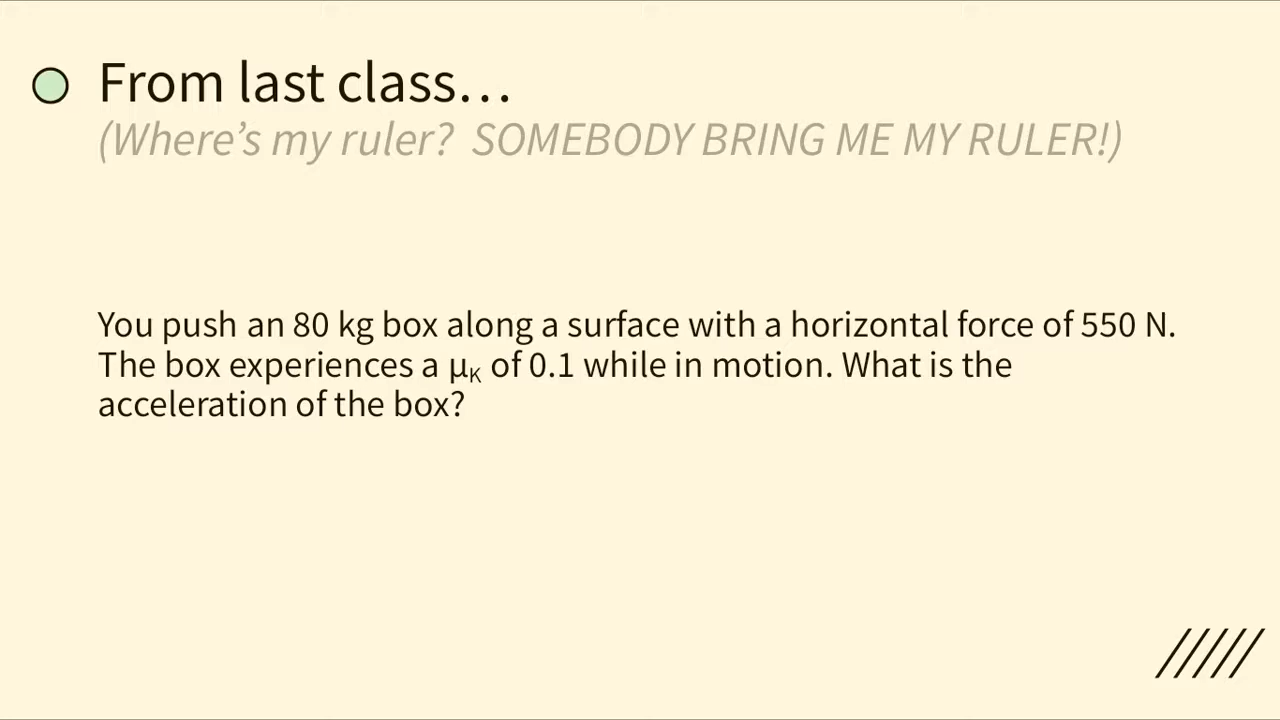 From last class…
(Where’s my ruler?  SOMEBODY BRING ME MY RULER!)
You push an 80 kg box along a surface with a horizontal force of 550 N.
The box experiences a μK of 0.1 while in motion. What is the
acceleration of the box?